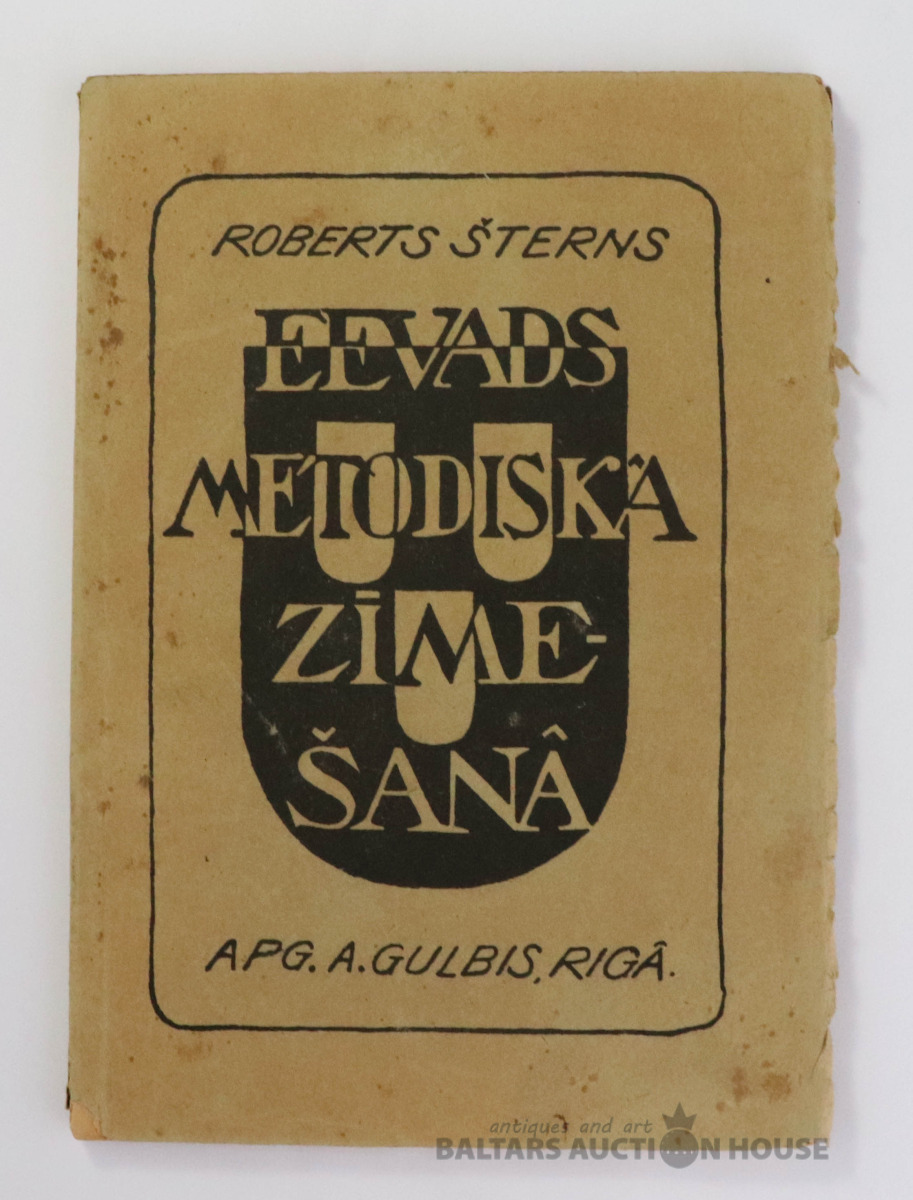 ROBERTS ŠTERNS
EEVADS
METODISKÂ
ZĪME-
ŠANÂ
APG. A. GULBIS, RIGÂ.
antiques and art
BALTARS AUCTION HOUSE